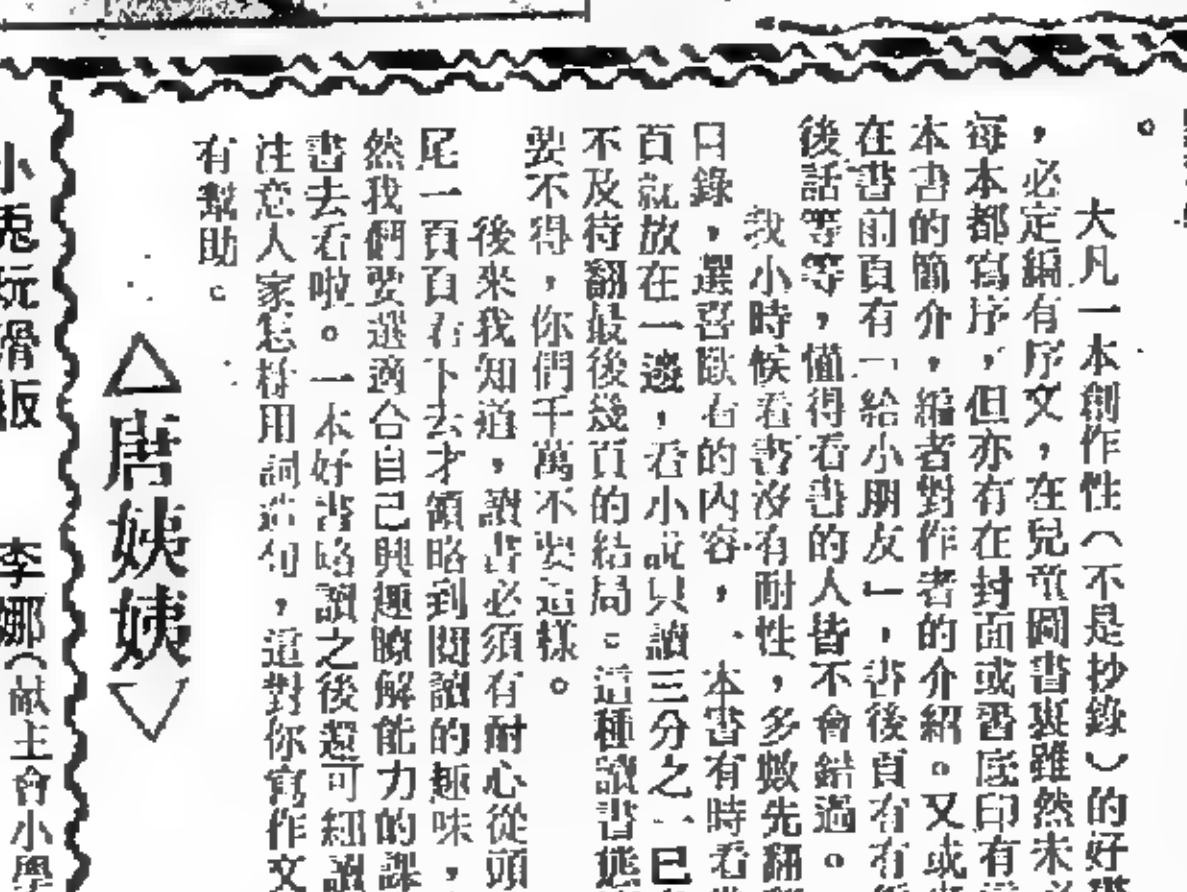 。
大凡一本創作性（不是抄錄）的好
，必定編有序文，在兒童圖書裏雖然未必
每本都寫序，但亦有在封面或書底印有
本書的簡介，編者對作者的介紹。又或
在書前頁有「給小朋友」，書後頁有
後話等等，懂得看書的人皆不會錯過。
我小時候看書沒有耐性，多數先翻
目錄，選喜歡看的內容，一本書有時看
百就放在一邊，看小說只讀三分之一已
不及待翻最後幾頁的結局。這種讀書態
要不得，你們千萬不要這樣。
後來我知道，讀書必須有耐心從頭
尾一頁頁看下去才領略到閱讀的趣味，
然我們要選適合自己興趣瞭解能力的課
書去看啦。一本好書略讀之後還可細讀
注意人家怎樣用詞造句，這對你寫作文
有幫助。
△唐姨姨▽
小兎玩滑板 李娜（献主會小學